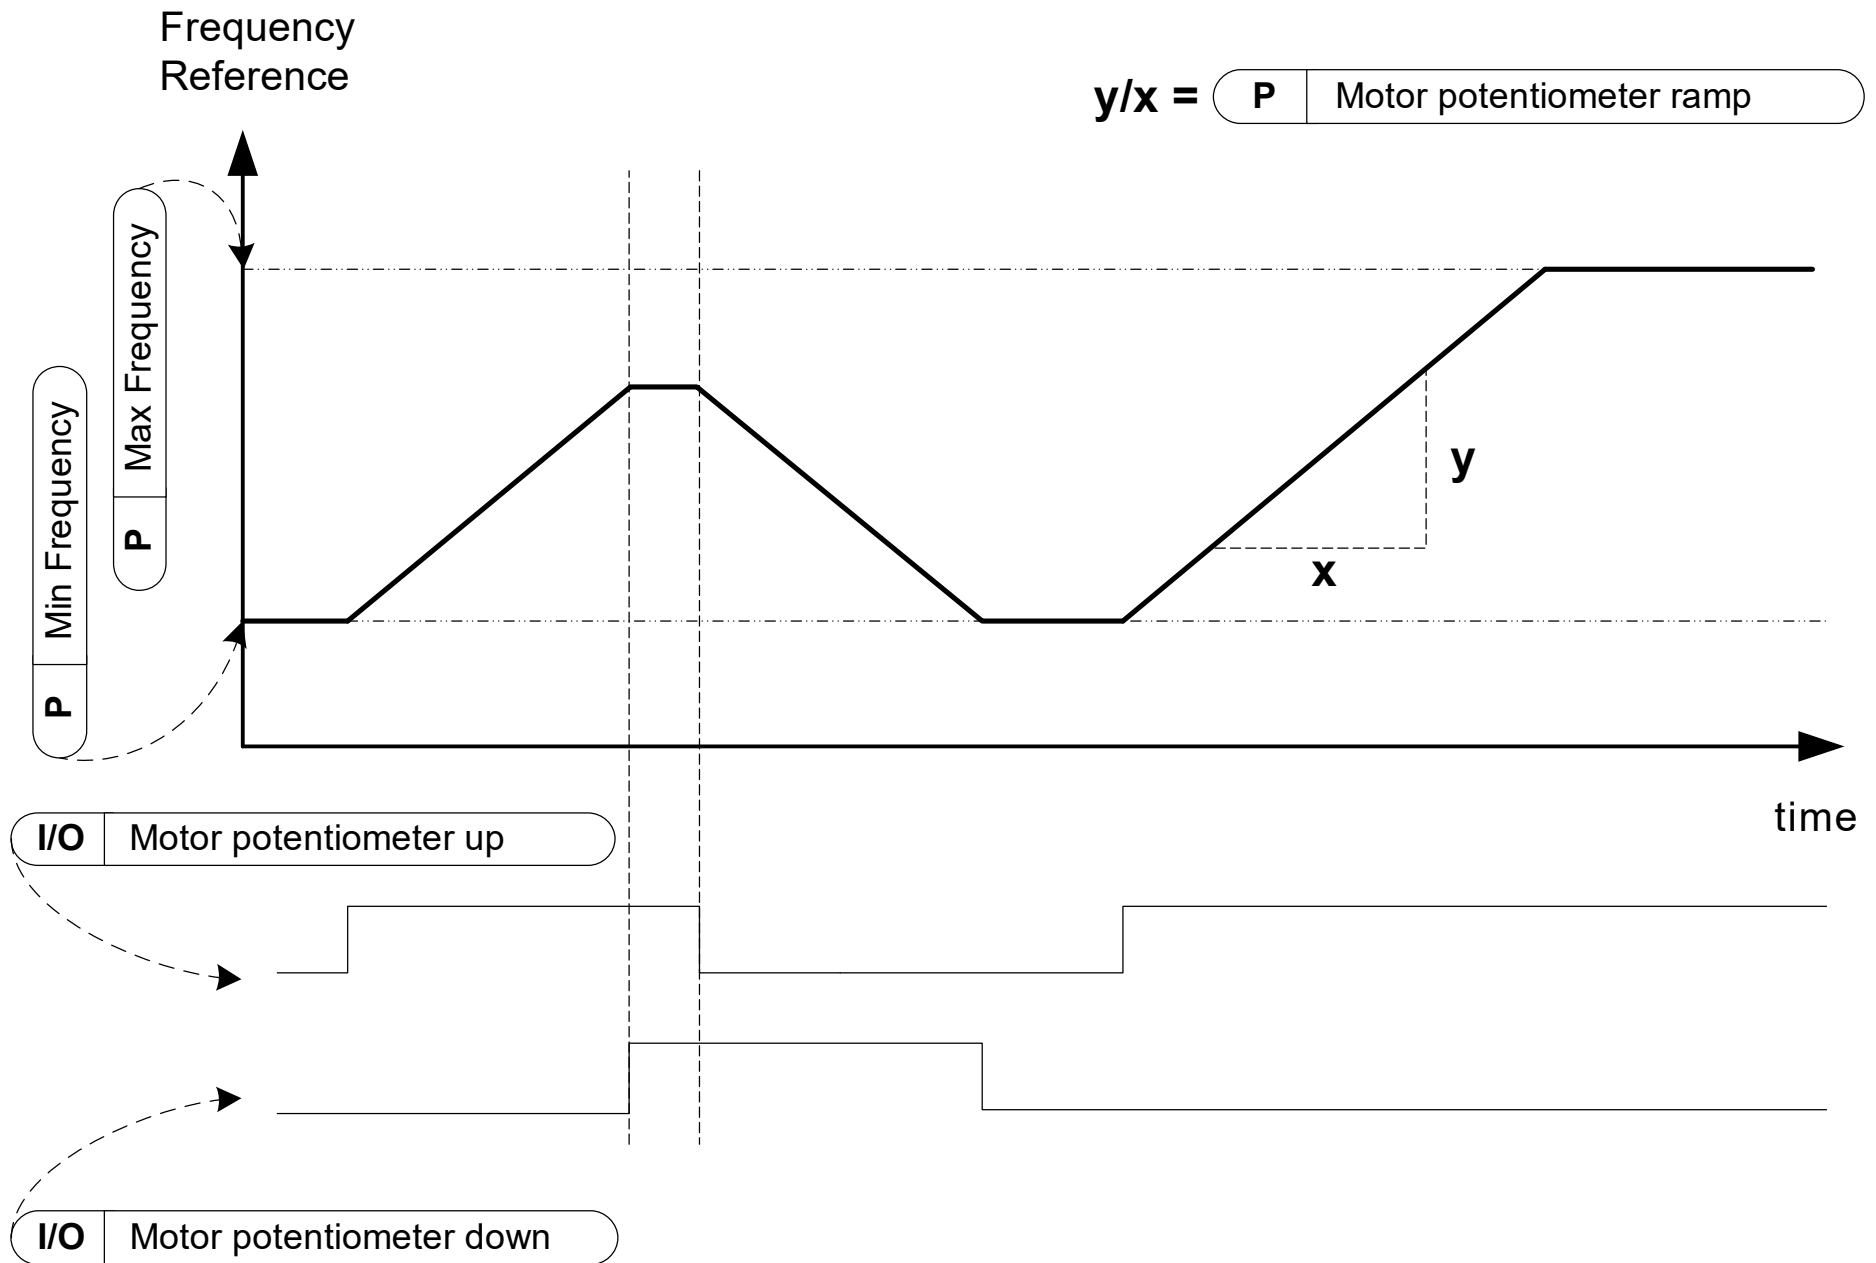 Frequency
Reference
y/x = P Motor potentiometer ramp
P Max Frequency
P Min Frequency
y
x
time
I/O Motor potentiometer up
I/O Motor potentiometer down